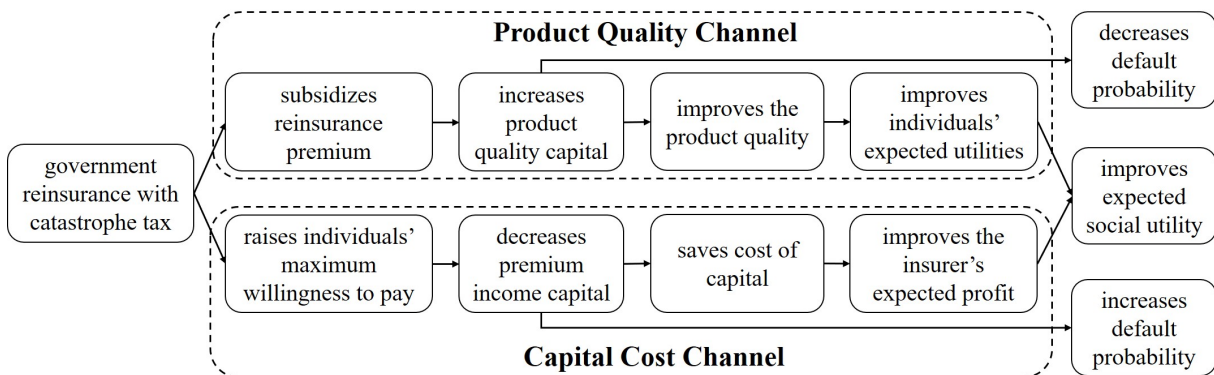 Product Quality Channel
decreases
default
probability
subsidizes
reinsurance
premium
increases
product
quality capital
improves the
product quality
improves
individuals'
expected utilities
government
reinsurance with
catastrophe tax
improves
expected
social utility
raises individuals'
maximum
willingness to pay
decreases
premium
income capital
saves cost of
capital
improves the
insurer's
expected profit
increases
default
probability
Capital Cost Channel